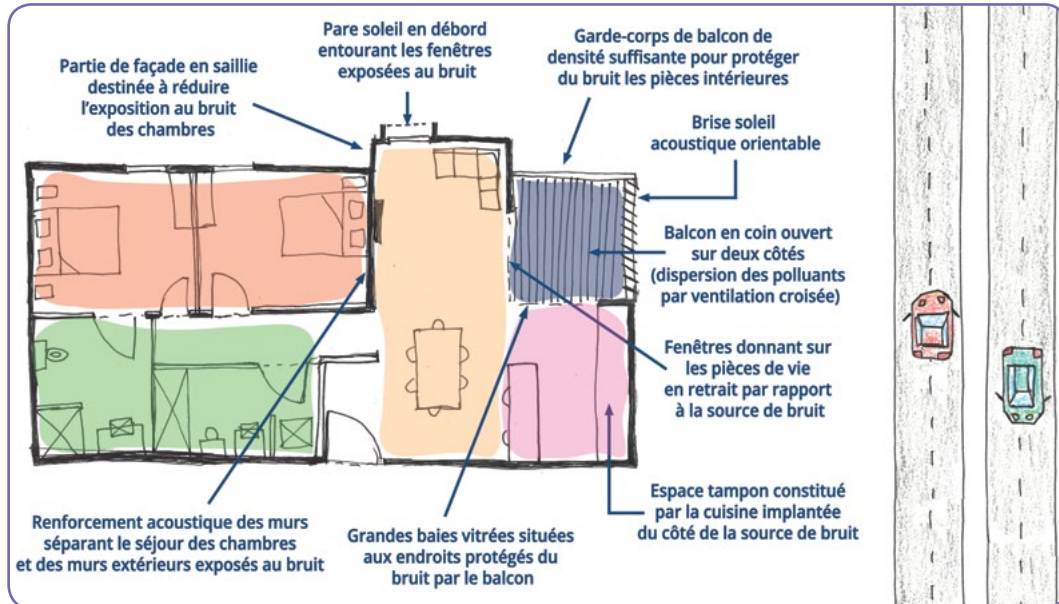 Partie de façade en saillie
destinée à réduire
l’exposition au bruit
des chambres
Pare soleil en débord
entourant les fenêtres
exposées au bruit
Garde-corps de balcon de
densité suffisante pour protéger
du bruit les pièces intérieures
Brise soleil
acoustique orientable
Balcon en coin ouvert
sur deux côtés
(dispersion des polluants
par ventilation croisée)
Fenêtres donnant sur
les pièces de vie
en retrait par rapport
à la source de bruit
Espace tampon constitué
par la cuisine implantée
du côté de la source de bruit
Grandes baies vitrées situées
aux endroits protégés du
bruit par le balcon
Renforcement acoustique des murs
séparant le séjour des chambres
et des murs extérieurs exposés au bruit